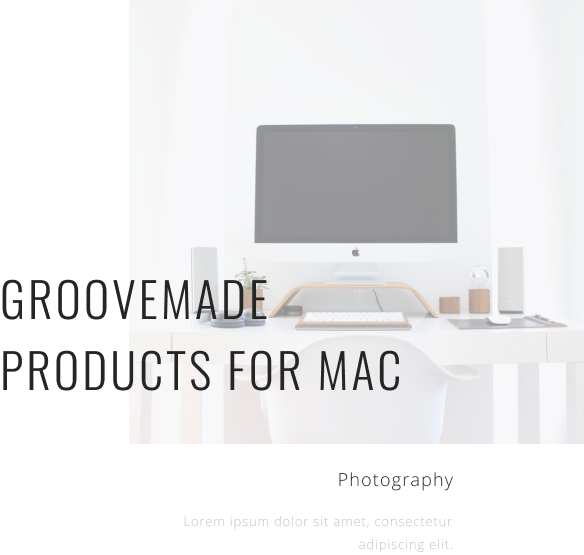 GROOVEMADE
PRODUCTS FOR MAC
Photography
Lorem ipsum dolor sit amet, consectetur
adipiscing elit.